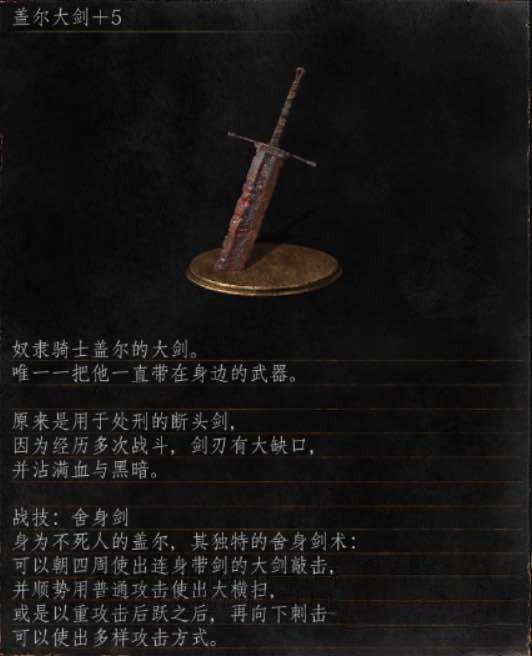 盖尔大剑+5
奴隶骑士盖尔的大剑。
唯一一把他一直带在身边的武器。
原来是用于处刑的断头剑，
因为经历多次战斗，剑刃有大缺口，
并沾满血与黑暗。
战技：舍身剑
身为不死人的盖尔，其独特的舍身剑术：
可以朝四周使出连身带剑的大剑敲击，
并顺势用普通攻击使出大横扫，
或是以重攻击后跃之后，再向下刺击
可以使出多样攻击方式。